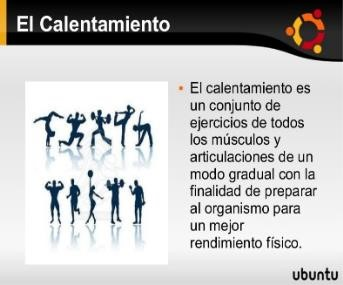 El Calentamiento
• El calentamiento es
un conjunto de
ejercicios de todos
los músculos y
articulaciones de un
modo gradual con la
finalidad de preparar
al organismo para
un mejor
rendimiento físico.
ubuntu